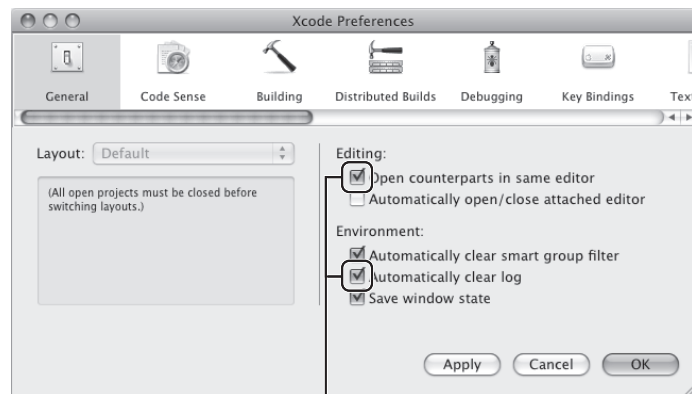 Xcode Preferences
General Code Sense Building Distributed Builds Debugging Key Bindings Tex
Layout: Default
(All open projects must be closed before
switching layouts.)
Editing:
Open counterparts in same editor
Automatically open/close attached editor
Environment:
Automatically clear smart group filter
Automatically clear log
Save window state
Apply Cancel OK